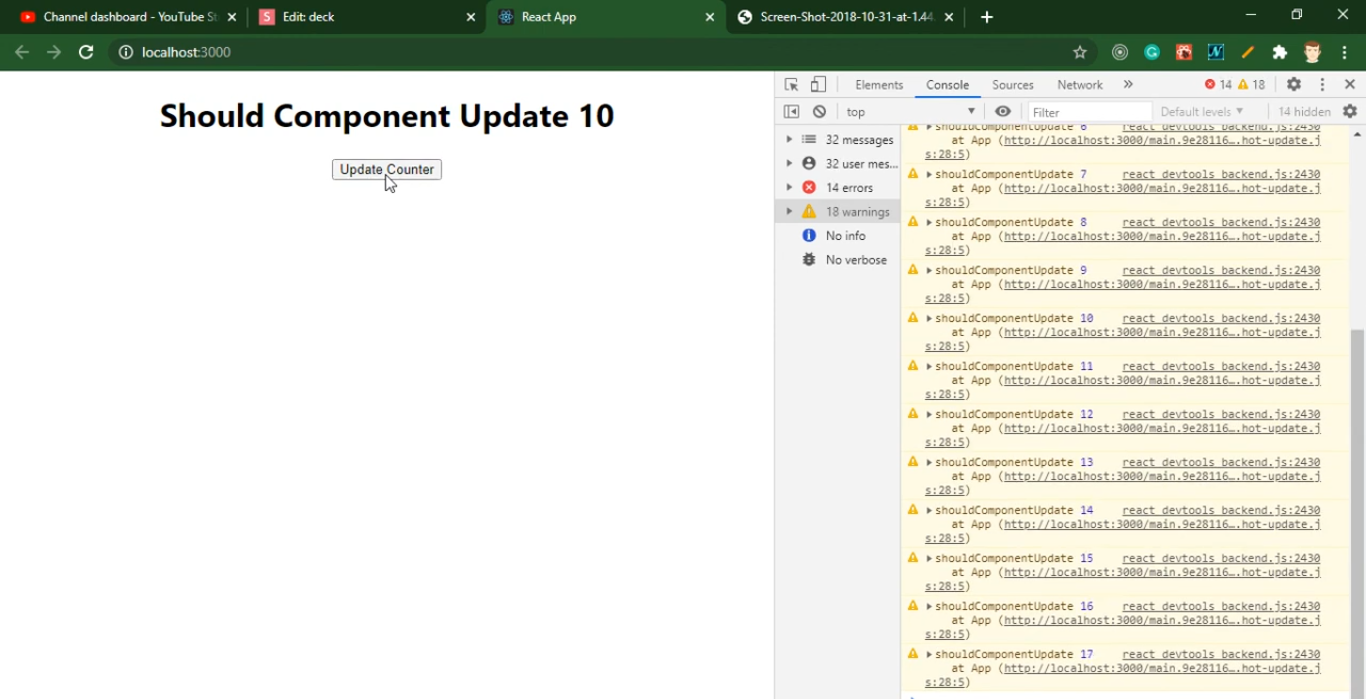 Channel dashboard - YouTube St
Edit: deck
React App
Screen-Shot-2018-10-31-at-1.44.
localhost:3000
Should Component Update 10
Update Counter
Elements Console Sources Network » 14 18
top Filter Default levels 14 hidden
32 messages
32 user mes...
14 errors
18 warnings
No info
No verbose
shouldComponentUpdate 6 react_devtools_backend.js:2430
at App (http://localhost:3000/main.9e28116….hot-update.j
s:28:5)
shouldComponentUpdate 7 react_devtools_backend.js:2430
at App (http://localhost:3000/main.9e28116….hot-update.j
s:28:5)
shouldComponentUpdate 8 react_devtools_backend.js:2430
at App (http://localhost:3000/main.9e28116….hot-update.j
s:28:5)
shouldComponentUpdate 9 react_devtools_backend.js:2430
at App (http://localhost:3000/main.9e28116….hot-update.j
s:28:5)
shouldComponentUpdate 10 react_devtools_backend.js:2430
at App (http://localhost:3000/main.9e28116….hot-update.j
s:28:5)
shouldComponentUpdate 11 react_devtools_backend.js:2430
at App (http://localhost:3000/main.9e28116….hot-update.j
s:28:5)
shouldComponentUpdate 12 react_devtools_backend.js:2430
at App (http://localhost:3000/main.9e28116….hot-update.j
s:28:5)
shouldComponentUpdate 13 react_devtools_backend.js:2430
at App (http://localhost:3000/main.9e28116….hot-update.j
s:28:5)
shouldComponentUpdate 14 react_devtools_backend.js:2430
at App (http://localhost:3000/main.9e28116….hot-update.j
s:28:5)
shouldComponentUpdate 15 react_devtools_backend.js:2430
at App (http://localhost:3000/main.9e28116….hot-update.j
s:28:5)
shouldComponentUpdate 16 react_devtools_backend.js:2430
at App (http://localhost:3000/main.9e28116….hot-update.j
s:28:5)
shouldComponentUpdate 17 react_devtools_backend.js:2430
at App (http://localhost:3000/main.9e28116….hot-update.j
s:28:5)